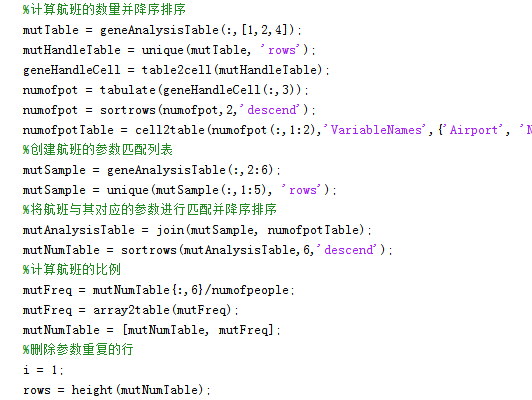 %计算航班的数量并降序排序
mutTable = geneAnalysisTable(:,[1,2,4]);
mutHandleTable = unique(mutTable, 'rows');
geneHandleCell = table2cell(mutHandleTable);
numofpot = tabulate(geneHandleCell(:,3));
numofpot = sortrows(numofpot,2,'descend');
numofpotTable = cell2table(numofpot(:,1:2),'VariableNames',{'Airport', 'N
%创建航班的参数匹配列表
mutSample = geneAnalysisTable(:,2:6);
mutSample = unique(mutSample(:,1:5), 'rows');
%将航班与其对应的参数进行匹配并降序排序
mutAnalysisTable = join(mutSample, numofpotTable);
mutNumTable = sortrows(mutAnalysisTable,6,'descend');
%计算航班的比例
mutFreq = mutNumTable{:,6}/numofpeople;
mutFreq = array2table(mutFreq);
mutNumTable = [mutNumTable, mutFreq];
%删除参数重复的行
i = 1;
rows = height(mutNumTable);